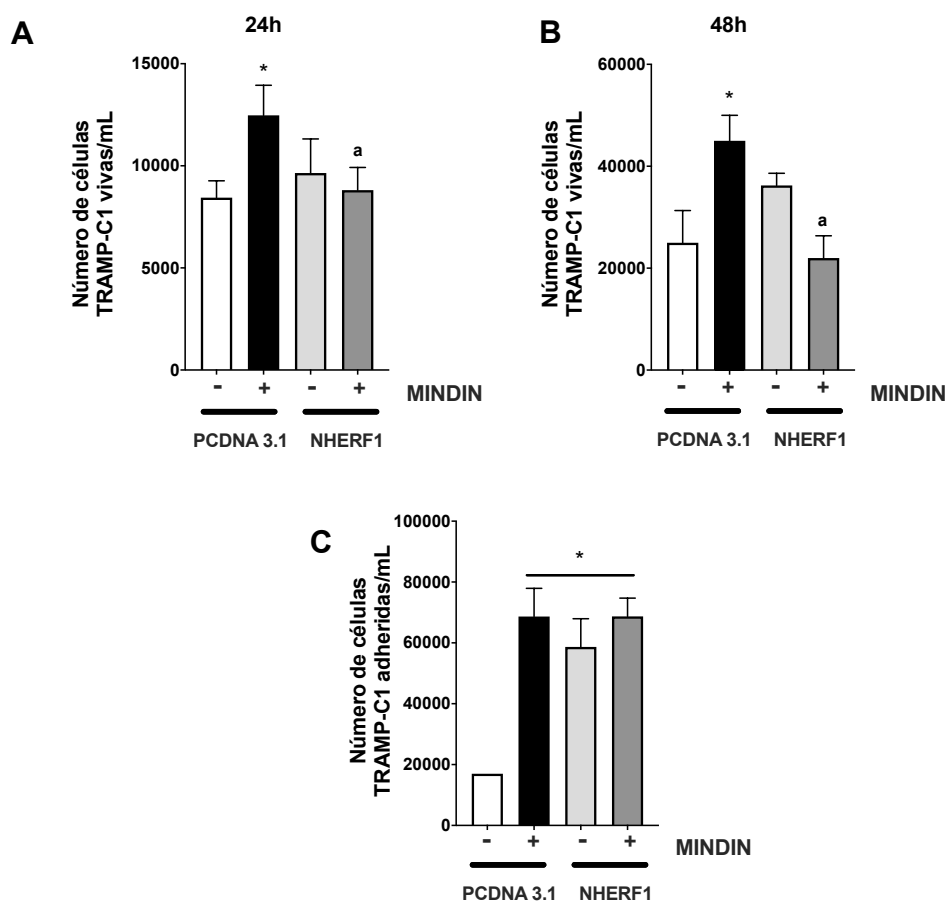 A
24h
Número de células
TRAMP-C1 vivas/mL
15000
10000
5000
0
*
a
- + - +
MINDIN
PCDNA 3.1 NHERF1
B
48h
Número de células
TRAMP-C1 vivas/mL
60000
40000
20000
0
*
a
- + - +
MINDIN
PCDNA 3.1 NHERF1
C
Número de células
TRAMP-C1 adheridas/mL
100000
80000
60000
40000
20000
0
*
- + - +
MINDIN
PCDNA 3.1 NHERF1